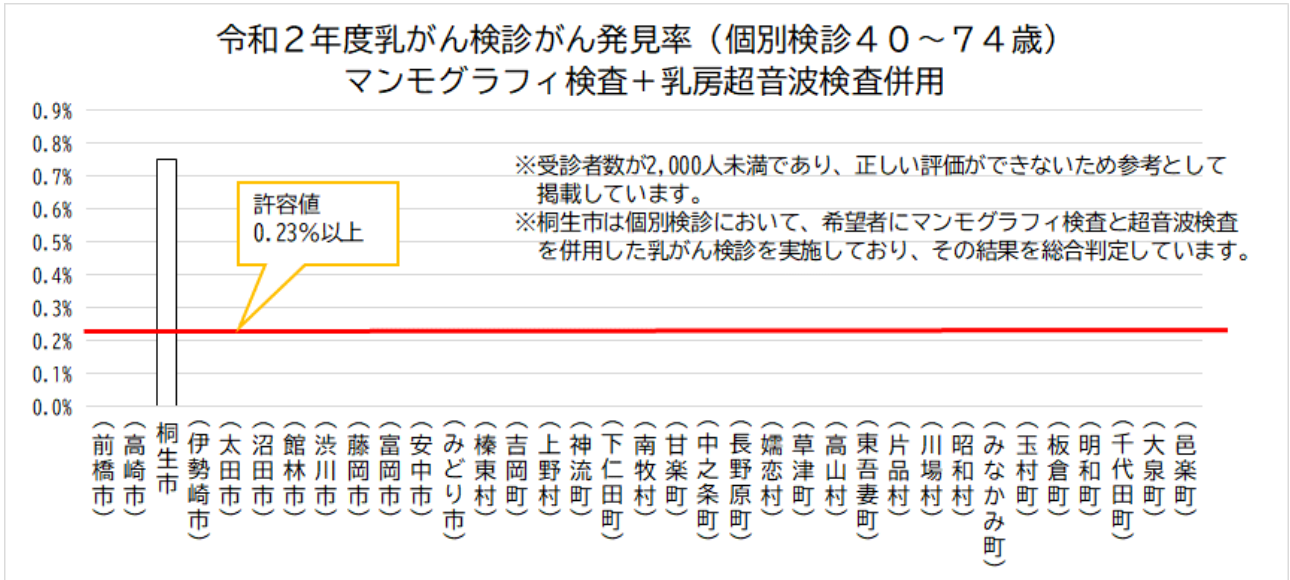 令和２年度乳がん検診がん発見率（個別検診４０～７４歳）
マンモグラフィ検査＋乳房超音波検査併用
0.9%
0.8%
0.7%
0.6%
0.5%
0.4%
0.3%
0.2%
0.1%
0.0%
許容値
0.23%以上
※受診者数が2,000人未満であり、正しい評価ができないため参考として
掲載しています。
※桐生市は個別検診において、希望者にマンモグラフィ検査と超音波検査
を併用した乳がん検診を実施しており、その結果を総合判定しています。
（前橋市）
（高崎市）
桐生市
（伊勢崎市）
（太田市）
（沼田市）
（館林市）
（渋川市）
（藤岡市）
（富岡市）
（安中市）
（みどり市）
（榛東村）
（吉岡町）
（上野村）
（神流町）
（下仁田町）
（南牧村）
（甘楽町）
（中之条町）
（長野原町）
（嬬恋村）
（草津町）
（高山村）
（東吾妻町）
（片品村）
（川場村）
（昭和村）
（みなかみ町）
（玉村町）
（板倉町）
（明和町）
（千代田町）
（大泉町）
（邑楽町）